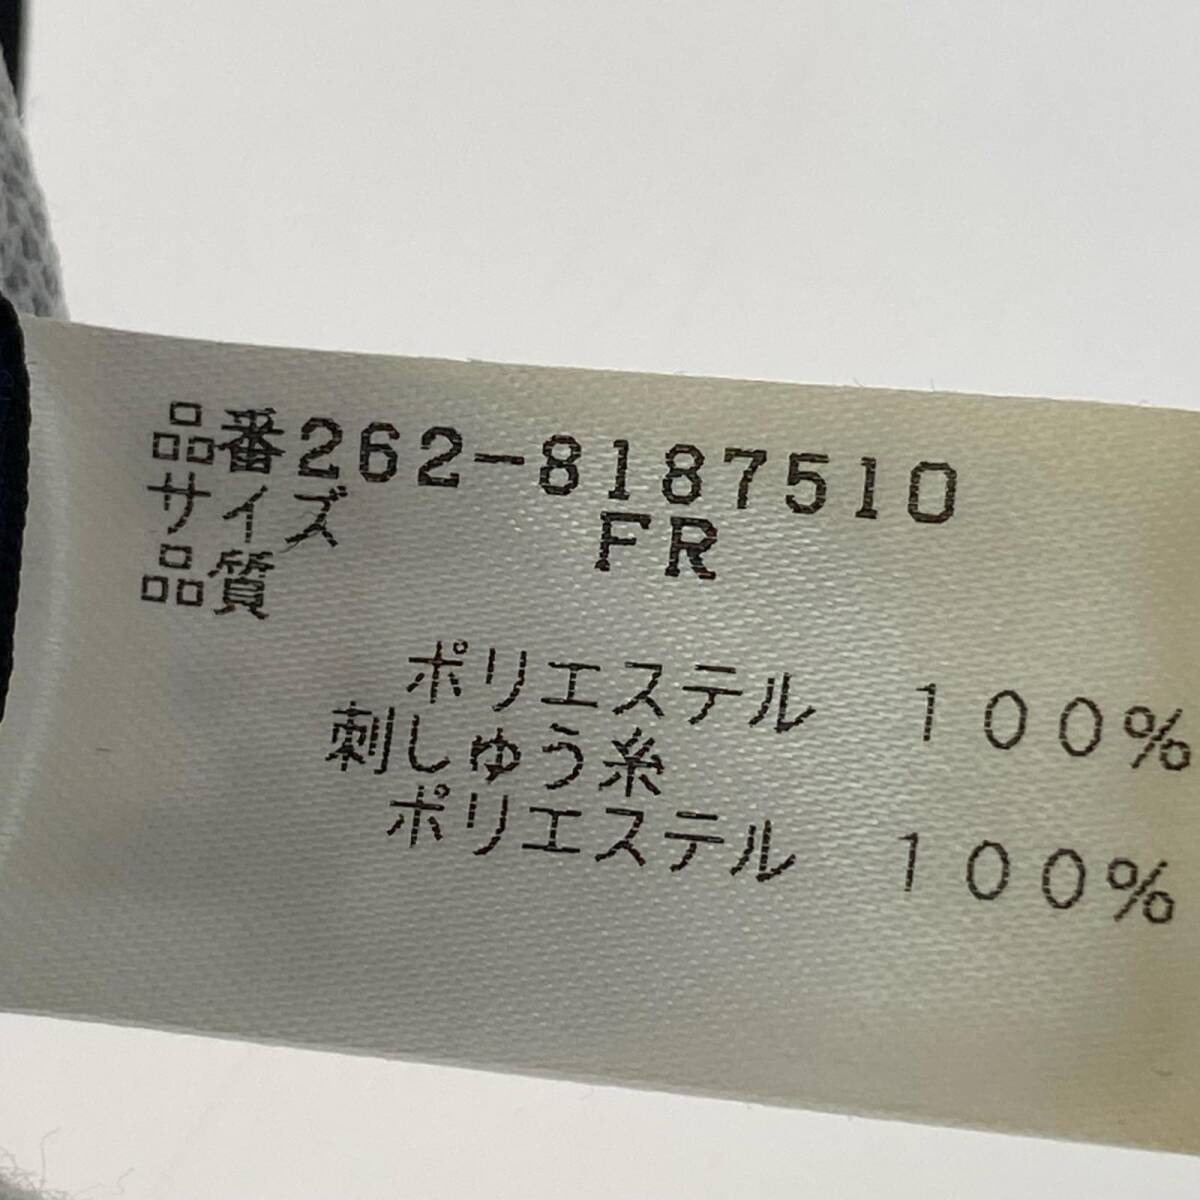 品番262-8187510
サイズ FR
品質
ポリエステル 100%
刺しゅう糸
ポリエステル 100%